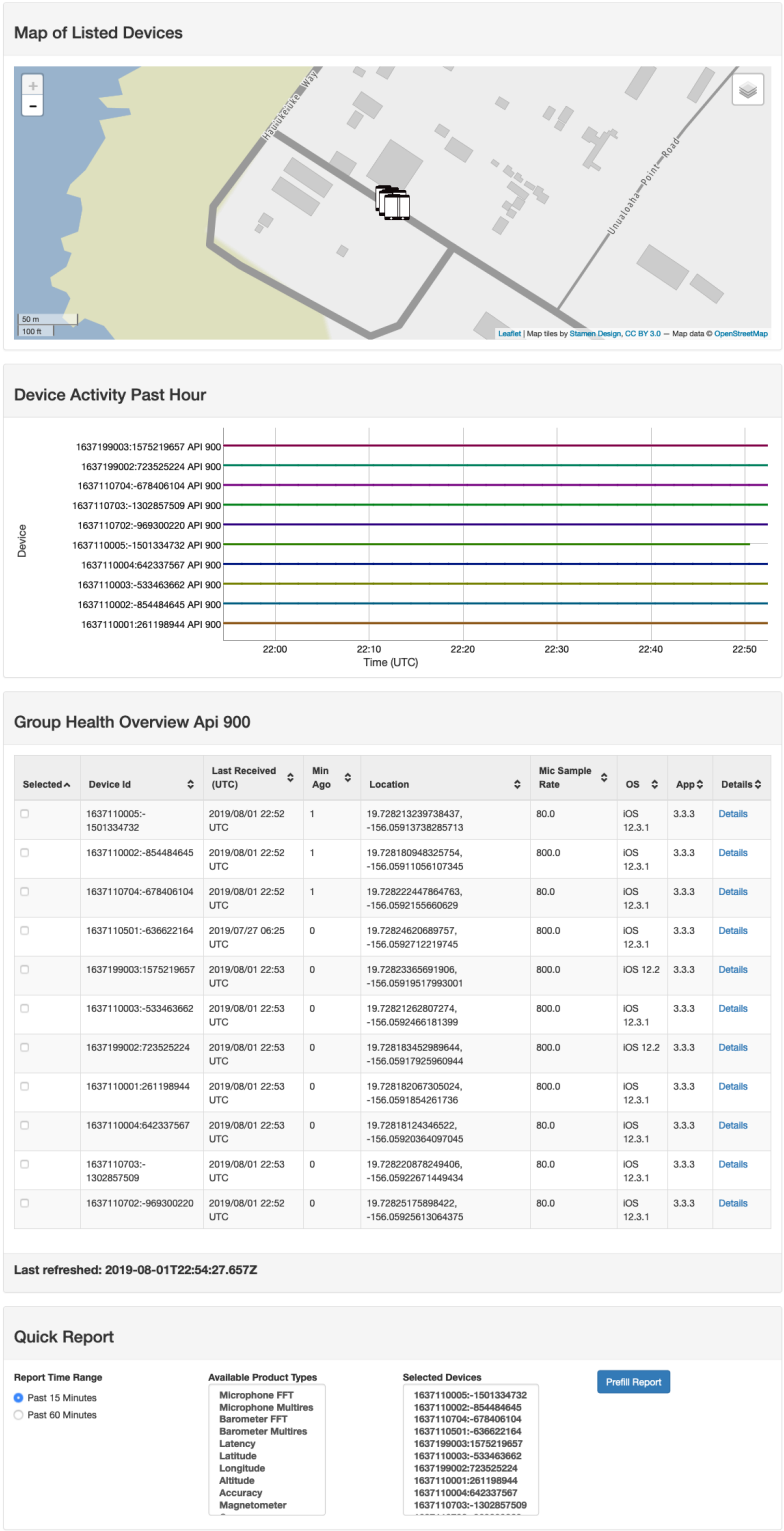 Map of Listed Devices
+
-
Hauiukeiuke Way
Unualoaha Point Road
50 m
100 ft
Leaflet | Map tiles by Stamen Design, CC BY 3.0 — Map data © OpenStreetMap
Device Activity Past Hour
Device
1637199003:1575219657 API 900
1637199002:723525224 API 900
1637110704:-678406104 API 900
1637110703:-1302857509 API 900
1637110702:-969300220 API 900
1637110005:-1501334732 API 900
1637110004:642337567 API 900
1637110003:-533463662 API 900
1637110002:-854484645 API 900
1637110001:261198944 API 900
22:00 22:10 22:20 22:30 22:40 22:50
Time (UTC)
Group Health Overview Api 900
Selected Device Id Last Received (UTC) Min Ago Location Mic Sample Rate OS App Details
1637110005:- 2019/08/01 22:52 1 19.728213239738437, 80.0 iOS 3.3.3 Details
1501334732 UTC -156.05913738285713 12.3.1
1637110002:-854484645 2019/08/01 22:52 1 19.728180948325754, 800.0 iOS 3.3.3 Details
UTC -156.05911056107345 12.3.1
1637110704:-678406104 2019/08/01 22:52 1 19.728222447864763, 80.0 iOS 3.3.3 Details
UTC -156.0592155660629 12.3.1
1637110501:-636622164 2019/07/27 06:25 0 19.72824620689757, 800.0 iOS 3.3.3 Details
UTC -156.0592712219745 12.3.1
1637199003:1575219657 2019/08/01 22:53 0 19.72823365691906, 800.0 iOS 12.2 3.3.3 Details
UTC -156.05919517993001
1637110003:-533463662 2019/08/01 22:53 0 19.72821262807274, 800.0 iOS 3.3.3 Details
UTC -156.0592466181399 12.3.1
1637199002:723525224 2019/08/01 22:53 0 19.728183452989644, 800.0 iOS 12.2 3.3.3 Details
UTC -156.05917925960944
1637110001:261198944 2019/08/01 22:53 0 19.728182067305024, 800.0 iOS 3.3.3 Details
UTC -156.0591854261736 12.3.1
1637110004:642337567 2019/08/01 22:53 0 19.72818124346522, 80.0 iOS 3.3.3 Details
UTC -156.05920364097045 12.3.1
1637110703:- 2019/08/01 22:53 0 19.728220878249406, 80.0 iOS 3.3.3 Details
1302857509 UTC -156.05922671449434 12.3.1
1637110702:-969300220 2019/08/01 22:52 0 19.72825175898422, 80.0 iOS 3.3.3 Details
UTC -156.05925613064375 12.3.1
Last refreshed: 2019-08-01T22:54:27.657Z
Quick Report
Report Time Range
Past 15 Minutes
Past 60 Minutes
Available Product Types
Microphone FFT
Microphone Multires
Barometer FFT
Barometer Multires
Latency
Latitude
Longitude
Altitude
Accuracy
Magnetometer
Selected Devices
1637110005:-1501334732
1637110002:-854484645
1637110704:-678406104
1637110501:-636622164
1637199003:1575219657
1637110003:-533463662
1637199002:723525224
1637110001:261198944
1637110004:642337567
1637110703:-1302857509
Prefill Report